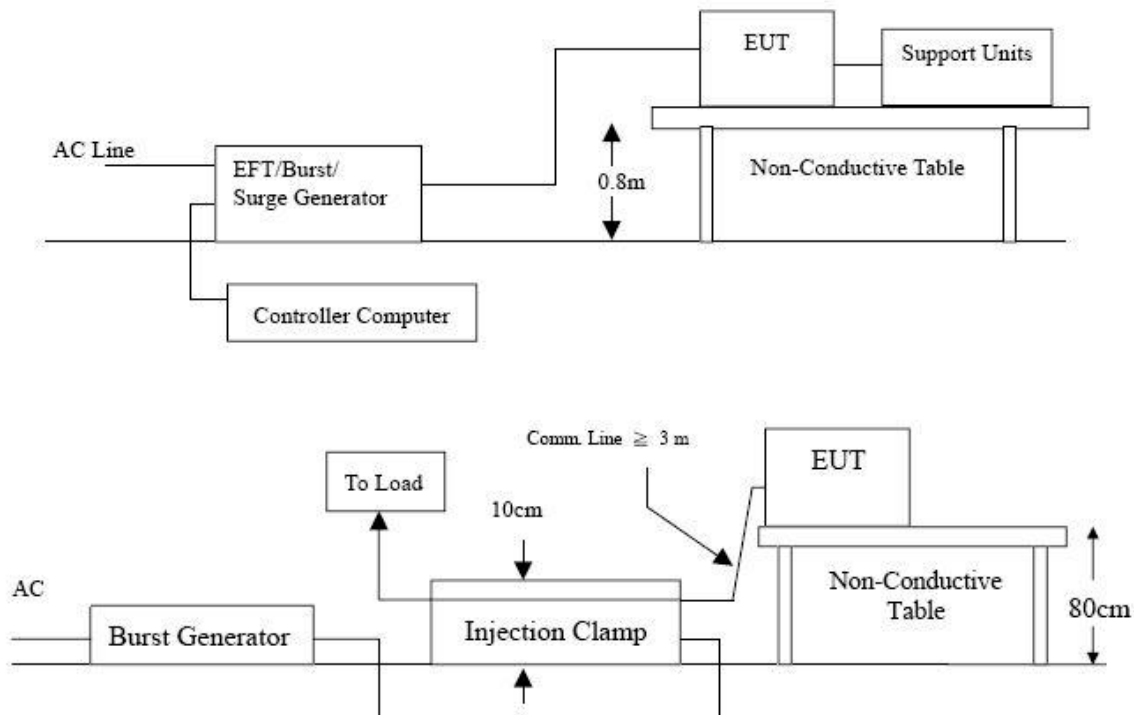 EUT
Support Units
AC Line
EFT/Burst/
Surge Generator
0.8m
Non-Conductive Table
Controller Computer
Comm. Line ≧ 3 m
EUT
To Load
10cm
AC
Non-Conductive
Table
80cm
Burst Generator
Injection Clamp